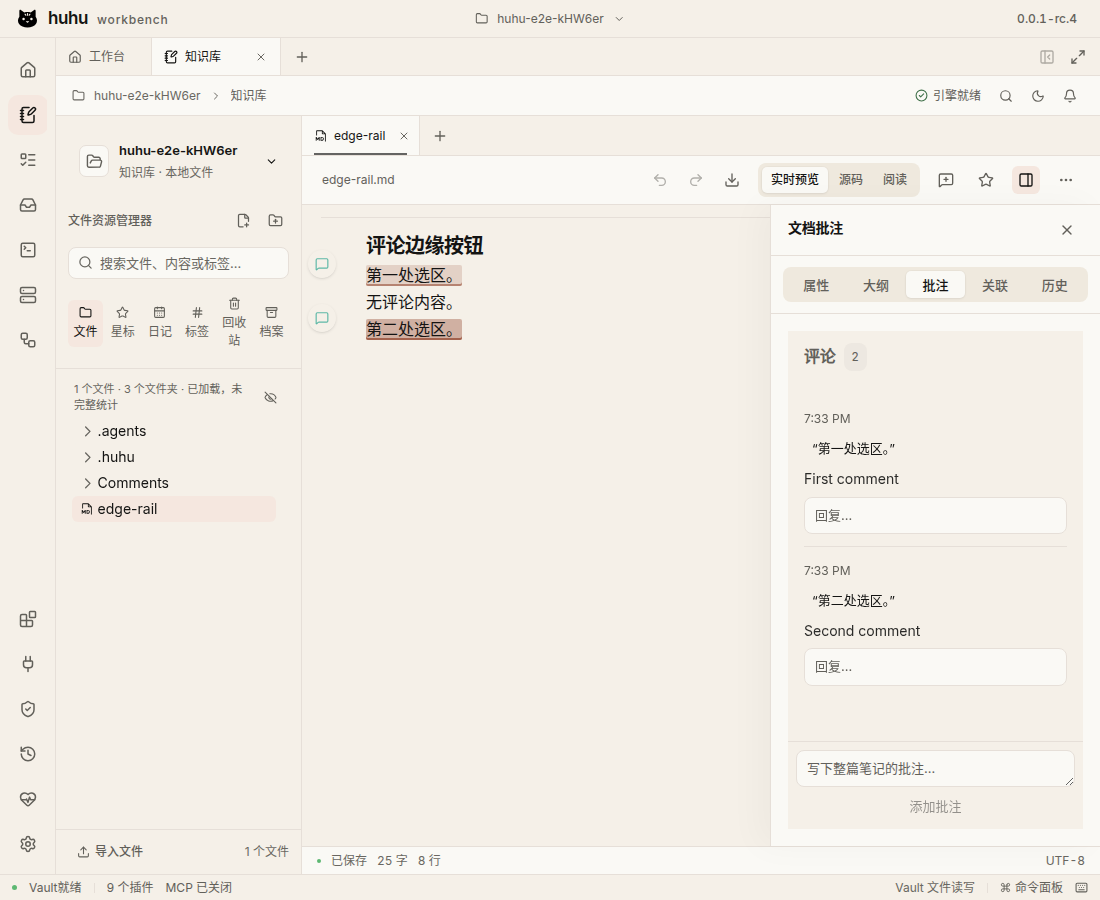 huhu workbench
huhu-e2e-kHW6er
0.0.1-rc.4
工作台
知识库
huhu-e2e-kHW6er
知识库
引擎就绪
huhu-e2e-kHW6er
知识库 · 本地文件
文件资源管理器
搜索文件、内容或标签...
文件
星标
日记
标签
回收
站
档案
1 个文件 · 3 个文件夹 · 已加载，未
完整统计
.agents
.huhu
Comments
edge-rail
导入文件
1 个文件
edge-rail
edge-rail.md
实时预览
源码
阅读
评论边缘按钮
第一处选区。
无评论内容。
第二处选区。
文档批注
属性
大纲
批注
关联
历史
评论 2
7:33 PM
“第一处选区。”
First comment
回复...
7:33 PM
“第二处选区。”
Second comment
回复...
写下整篇笔记的批注...
添加批注
已保存 25 字 8 行
UTF-8
Vault就绪
9 个插件
MCP 已关闭
Vault 文件读写
⌘ 命令面板